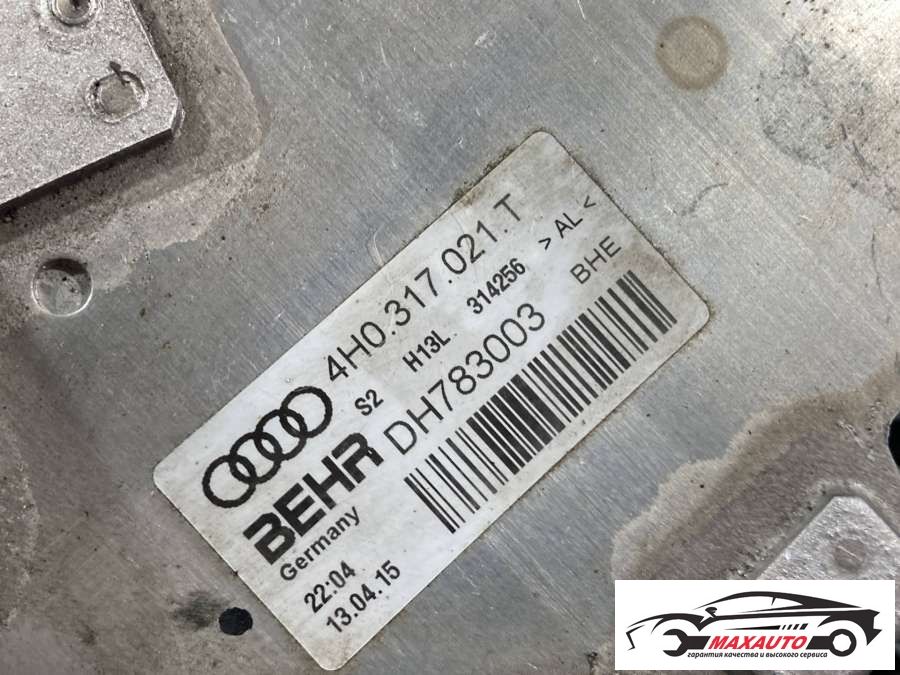 4H0.317.021.T
S2 H13L 314256 > AL <
BEHR DH783003 BHE
Germany
22:04
13.04.15
MAXAUTO
гарантия качества и высокого сервиса